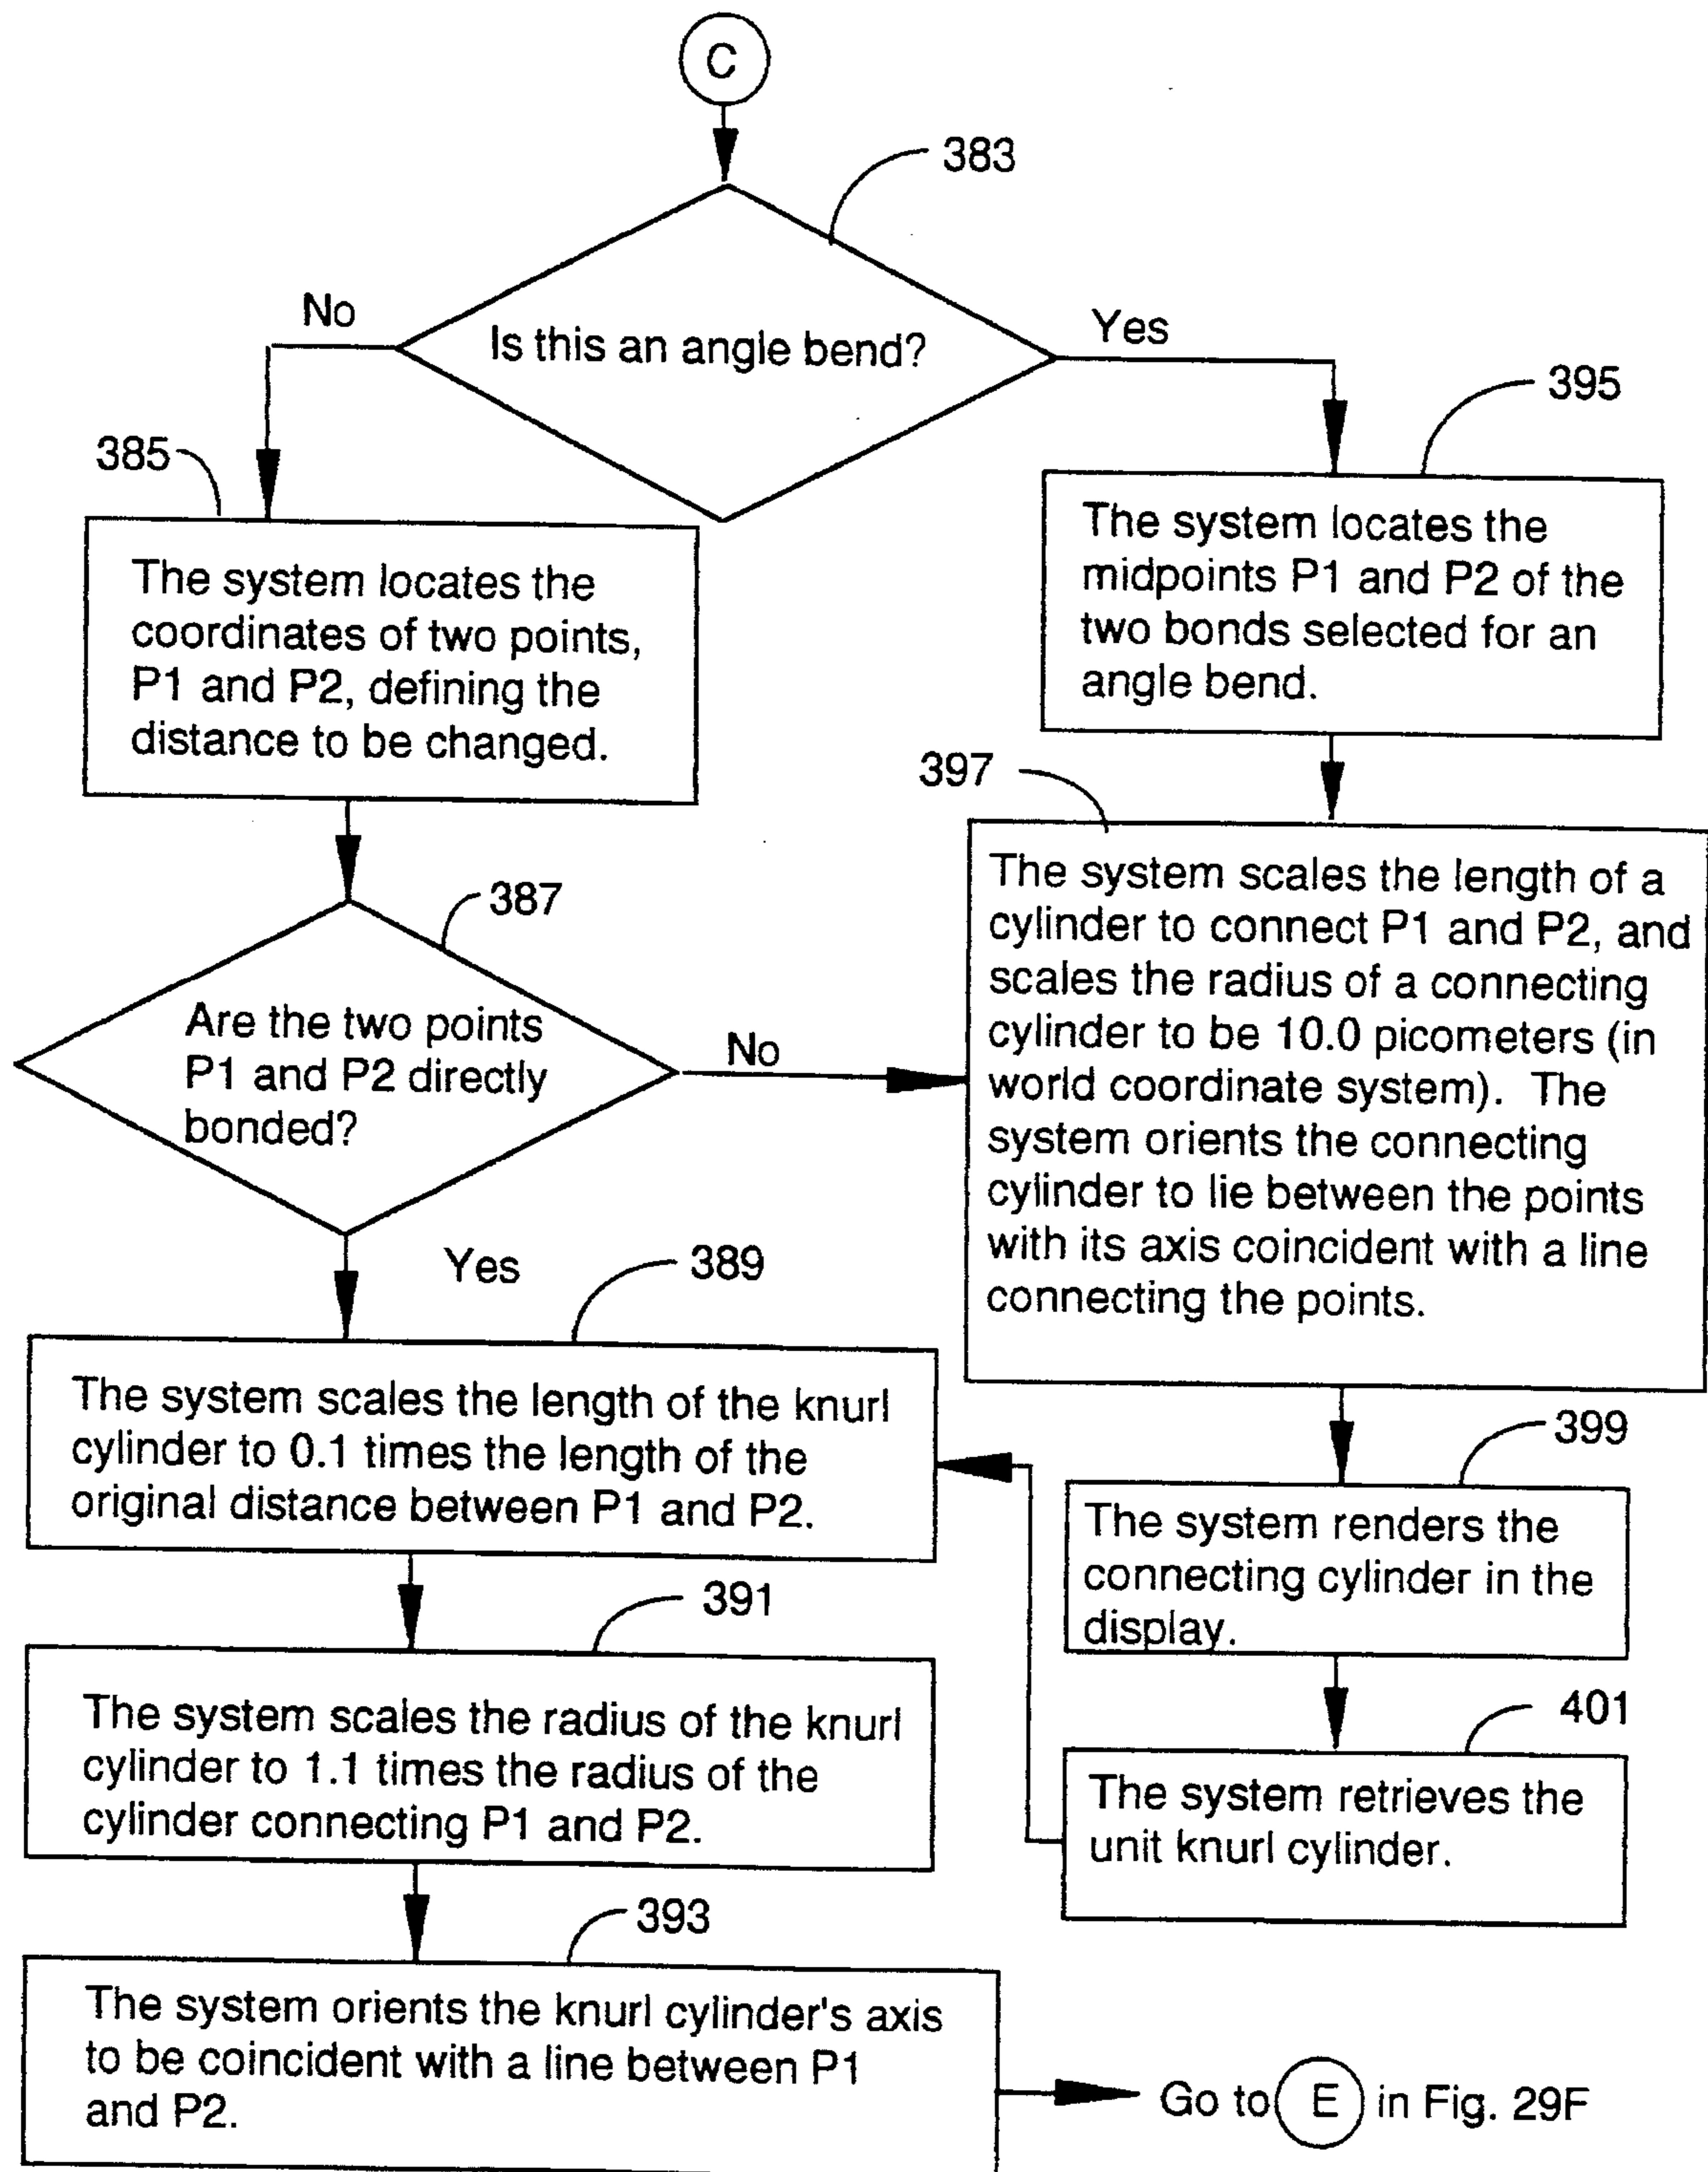 C
383
No
Is this an angle bend?
Yes
395
385
The system locates the
midpoints P1 and P2 of the
two bonds selected for an
angle bend.
The system locates the
coordinates of two points,
P1 and P2, defining the
distance to be changed.
397
387
The system scales the length of a
cylinder to connect P1 and P2, and
scales the radius of a connecting
cylinder to be 10.0 picometers (in
world coordinate system). The
system orients the connecting
cylinder to lie between the points
with its axis coincident with a line
connecting the points.
Are the two points
P1 and P2 directly
bonded?
No
Yes
389
The system scales the length of the knurl
cylinder to 0.1 times the length of the
original distance between P1 and P2.
399
The system renders the
connecting cylinder in the
display.
391
The system scales the radius of the knurl
cylinder to 1.1 times the radius of the
cylinder connecting P1 and P2.
401
The system retrieves the
unit knurl cylinder.
393
The system orients the knurl cylinder's axis
to be coincident with a line between P1
and P2.
Go to E in Fig. 29F